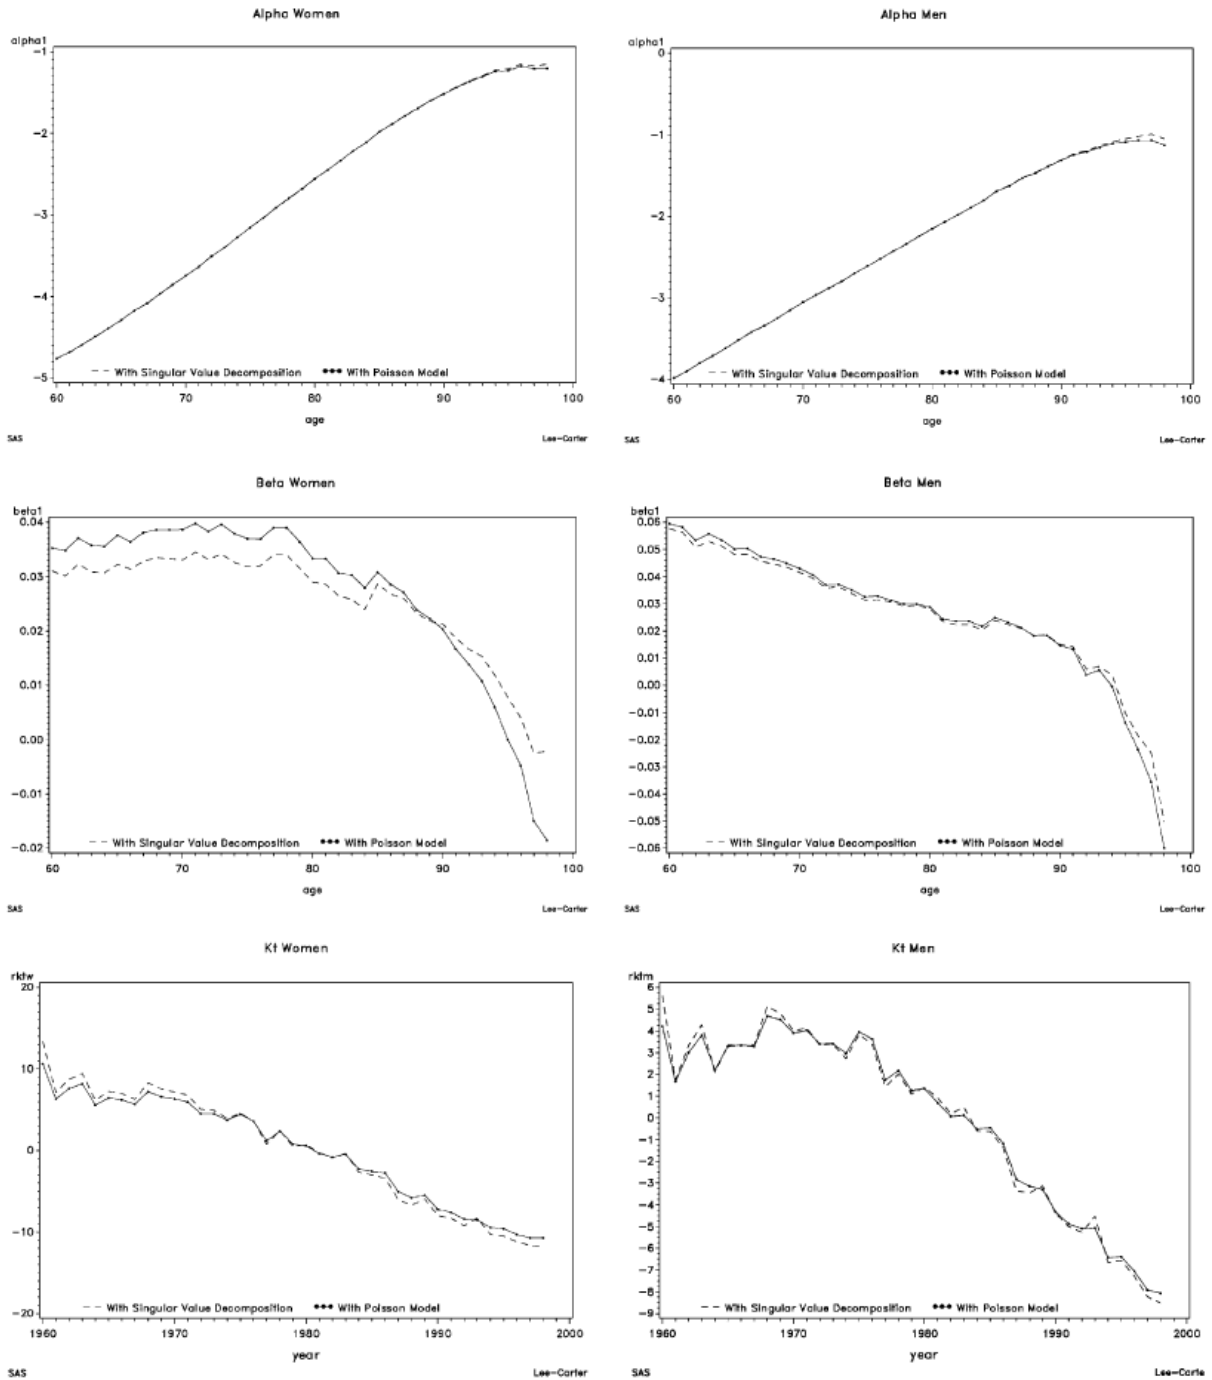 Alpha Women
alpha1
-1
-2
-3
-4
-5
With Singular Value Decomposition With Poisson Model
60 70 80 90 100
age
SAS Lee-Carter
Alpha Men
alpha1
0
-1
-2
-3
-4
With Singular Value Decomposition With Poisson Model
60 70 80 90 100
age
SAS Lee-Carter
Beta Women
beta1
0.04
0.03
0.02
0.01
0.00
-0.01
-0.02
With Singular Value Decomposition With Poisson Model
60 70 80 90 100
age
SAS Lee-Carter
Beta Men
beta1
0.06
0.05
0.04
0.03
0.02
0.01
0.00
-0.01
-0.02
-0.03
-0.04
-0.05
-0.06
With Singular Value Decomposition With Poisson Model
60 70 80 90 100
age
SAS Lee-Carter
Kt Women
rktw
20
10
0
-10
-20
With Singular Value Decomposition With Poisson Model
1960 1970 1980 1990 2000
year
SAS Lee-Carter
Kt Men
rktm
6
5
4
3
2
1
0
-1
-2
-3
-4
-5
-6
-7
-8
-9
With Singular Value Decomposition With Poisson Model
1960 1970 1980 1990 2000
year
SAS Lee-Carte